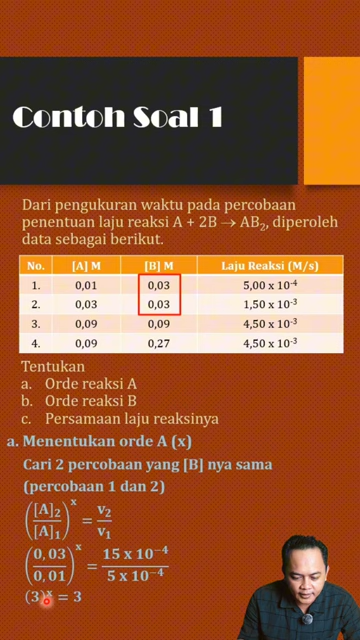 Contoh Soal 1
Dari pengukuran waktu pada percobaan
penentuan laju reaksi A + 2B → AB₂, diperoleh
data sebagai berikut.
No. [A] M [B] M Laju Reaksi (M/s)
1. 0,01 0,03 5,00 x 10⁻⁴
2. 0,03 0,03 1,50 x 10⁻³
3. 0,09 0,09 4,50 x 10⁻³
4. 0,09 0,27 4,50 x 10⁻³
Tentukan
a. Orde reaksi A
b. Orde reaksi B
c. Persamaan laju reaksinya
a. Menentukan orde A (x)
Cari 2 percobaan yang [B] nya sama
(percobaan 1 dan 2)
([A]₂/[A]₁)ˣ = v₂/v₁
(0,03/0,01)ˣ = 15 x 10⁻⁴/5 x 10⁻⁴
(3)ˣ = 3